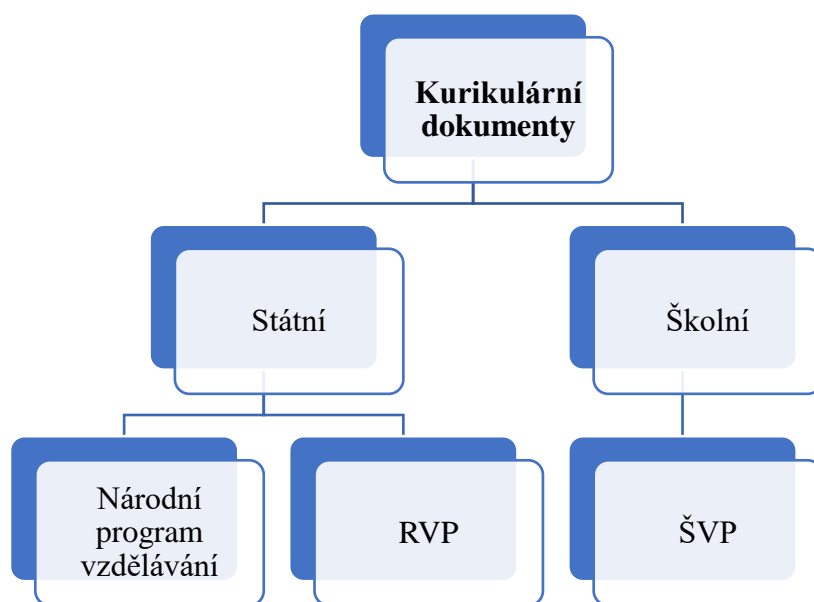 Kurikulární
dokumenty
Státní
Školní
Národní
program
vzdělávání
RVP
ŠVP